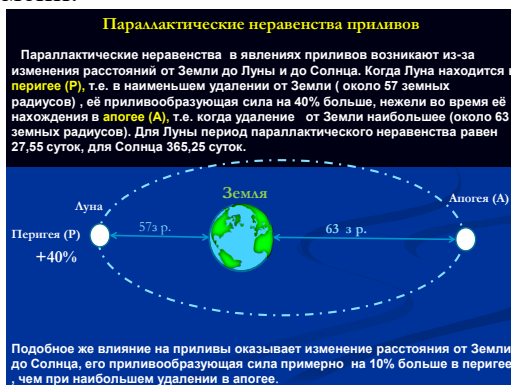 Параллактические неравенства приливов
Параллактические неравенства в явлениях приливов возникают из-за
изменения расстояний от Земли до Луны и до Солнца. Когда Луна находится в
перигее (Р), т.е. в наименьшем удалении от Земли ( около 57 земных
радиусов) , её приливообразующая сила на 40% больше, нежели во время её
нахождения в апогее (А), т.е. когда удаление от Земли наибольшее (около 63
земных радиусов). Для Луны период параллактического неравенства равен
27,55 суток, для Солнца 365,25 суток.
Земля
Луна
Апогея (А)
Перигея (Р)
57з р.
63 з р.
+40%
Подобное же влияние на приливы оказывает изменение расстояния от Земли
до Солнца, его приливообразующая сила примерно на 10% больше в перигее
, чем при наибольшем удалении в апогее.